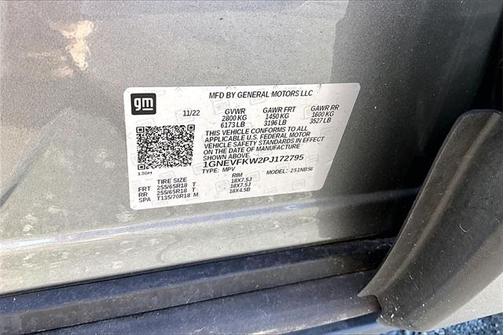 gm
MFD BY GENERAL MOTORS LLC
11/22 GVWR GAWR FRT GAWR RR
2800 KG 1450 KG 1600 KG
6173 LB 3196 LB 3527 LB
THIS VEHICLE CONFORMS TO ALL
APPLICABLE U.S. FEDERAL MOTOR
VEHICLE SAFETY STANDARDS IN EFFECT
ON THE DATE OF MANUFACTURE
SHOWN ABOVE.
1GNEVFKW2PJ172795
TYPE: MPV MODEL:
TIRE SIZE RIM
FRT 255/65R18 T 18X7.5J
RR 255/65R18 T 18X7.5J
SPA T135/70R18 M 18X4.5B